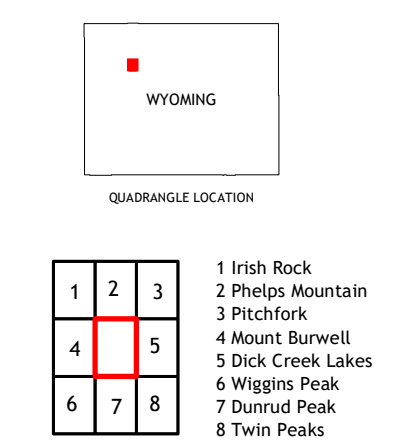 WYOMING
QUADRANGLE LOCATION
1 2 3
4 5
6 7 8
1 Irish Rock
2 Phelps Mountain
3 Pitchfork
4 Mount Burwell
5 Dick Creek Lakes
6 Wiggins Peak
7 Dunrud Peak
8 Twin Peaks